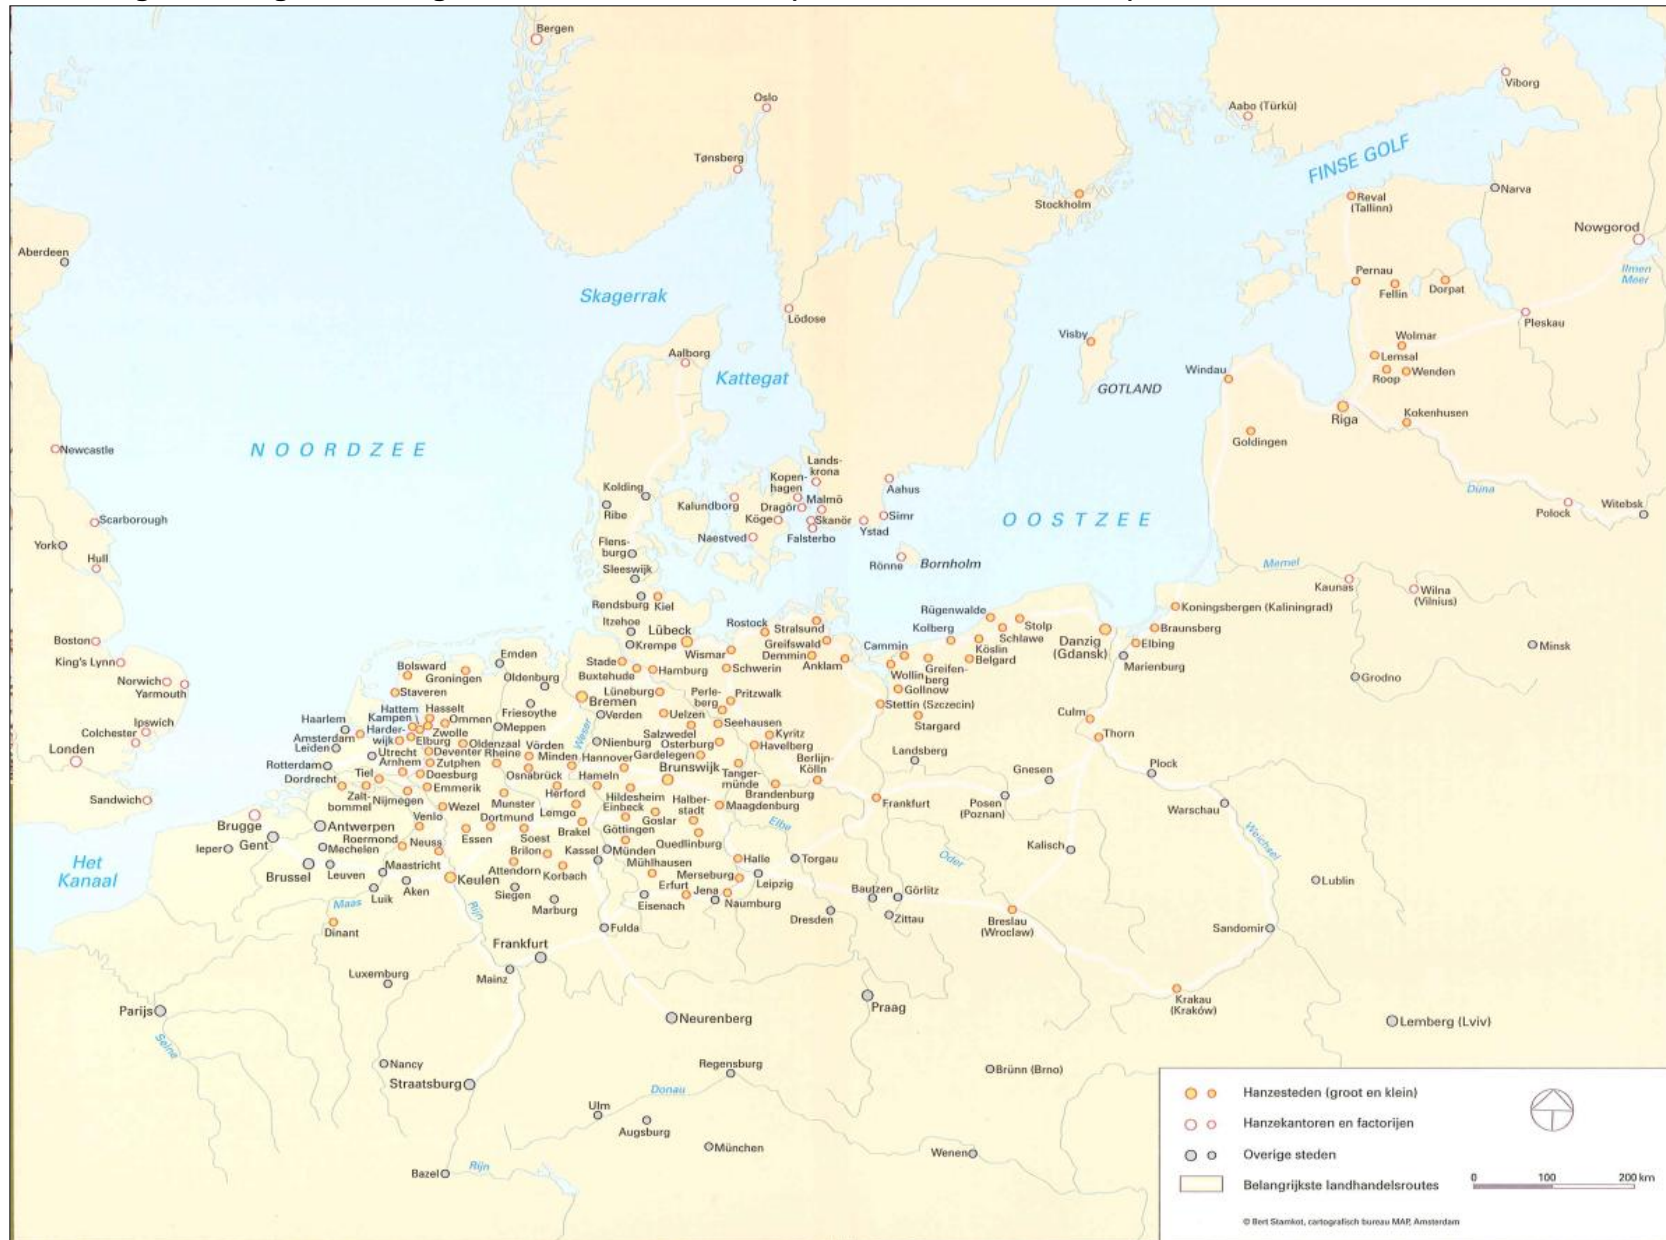 Bergen
Oslo
Viborg
Aabo (Türkü)
Tønsberg
FINSE GOLF
Stockholm
Narva
Reval
(Tallinn)
Nowgorod
Aberdeen
Ilmen
Meer
Pernau
Fellin
Dorpat
Skagerrak
Lödose
Pleskau
Visby
Wolmar
Aalborg
Lemsal
Kattegat
Windau
Roop
Wenden
GOTLAND
Riga
Kokenhusen
Goldingen
NOORDZEE
Newcastle
Lands-
krona
Kopen-
hagen
Kolding
Aahus
Düna
Kalundborg
Malmö
Dragör
Ribe
Scarborough
Köge
Skanör
Simr
OOSTZEE
Polock
Witebsk
Naestved
Falsterbo
Ystad
York
Flens-
burg
Hull
Sleeswijk
Rönne
Bornholm
Memel
Kaunas
Wilna
(Vilnius)
Rendsburg
Kiel
Rügenwalde
Koningsbergen (Kaliningrad)
Itzehoe
Lübeck
Rostock
Stralsund
Kolberg
Stolp
Braunsberg
Boston
Krempe
Greifswald
Cammin
Köslin
Schlawe
Danzig
(Gdansk)
Elbing
Minsk
King's Lynn
Emden
Stade
Wismar
Demmin
Belgard
Marienburg
Bolsward
Groningen
Buxtehude
Hamburg
Schwerin
Anklam
Wollin
Greifen-
berg
Grodno
Norwich
Yarmouth
Staveren
Oldenburg
Lüneburg
Perle-
berg
Pritzwalk
Gollnow
Hattem
Hasselt
Friesoythe
Bremen
Verden
Uelzen
Seehausen
Stettin (Szczecin)
Stargard
Culm
Ipswich
Colchester
Haarlem
Kampen
Ommen
Meppen
Weser
Salzwedel
Kyritz
Thorn
Amsterdam
Harder-
wijk
Elburg
Zwolle
Oldenzaal
Vörden
Nienburg
Osterburg
Havelberg
Landsberg
Londen
Leiden
Utrecht
Deventer
Rheine
Minden
Hannover
Gardelegen
Berlijn-
Kölln
Rotterdam
Arnhem
Zutphen
Osnabrück
Hameln
Brunswijk
Tanger-
münde
Gnesen
Plock
Dordrecht
Tiel
Doesburg
Emmerik
Herford
Hildesheim
Halber-
stadt
Brandenburg
Posen
(Poznan)
Sandwich
Zalt-
bommel
Nijmegen
Wezel
Munster
Lemgo
Einbeck
Maagdenburg
Frankfurt
Warschau
Brugge
Antwerpen
Venlo
Dortmund
Goslar
Elbe
Gent
Roermond
Neuss
Essen
Soest
Brakel
Göttingen
Quedlinburg
Weichsel
Ieper
Mechelen
Brilon
Kassel
Münden
Oder
Kalisch
Het
Kanaal
Maastricht
Mühlhausen
Halle
Torgau
Brussel
Leuven
Keulen
Attendorn
Korbach
Merseburg
Leipzig
Lublin
Luik
Aken
Siegen
Erfurt
Jena
Bautzen
Görlitz
Maas
Rijn
Marburg
Eisenach
Naumburg
Dresden
Zittau
Breslau
(Wroclaw)
Dinant
Fulda
Sandomir
Frankfurt
Luxemburg
Mainz
Krakau
(Kraków)
Parijs
Praag
Neurenberg
Lemberg (Lviv)
Seine
Nancy
Regensburg
Brünn (Brno)
Straatsburg
Donau
Ulm
Augsburg
München
Wenen
Bazel
Rijn
Hanzesteden (groot en klein)
Hanzekantoren en factorijen
Overige steden
Belangrijkste landhandelsroutes
0 100 200 km
© Bert Stamkot, cartografisch bureau MAP, Amsterdam